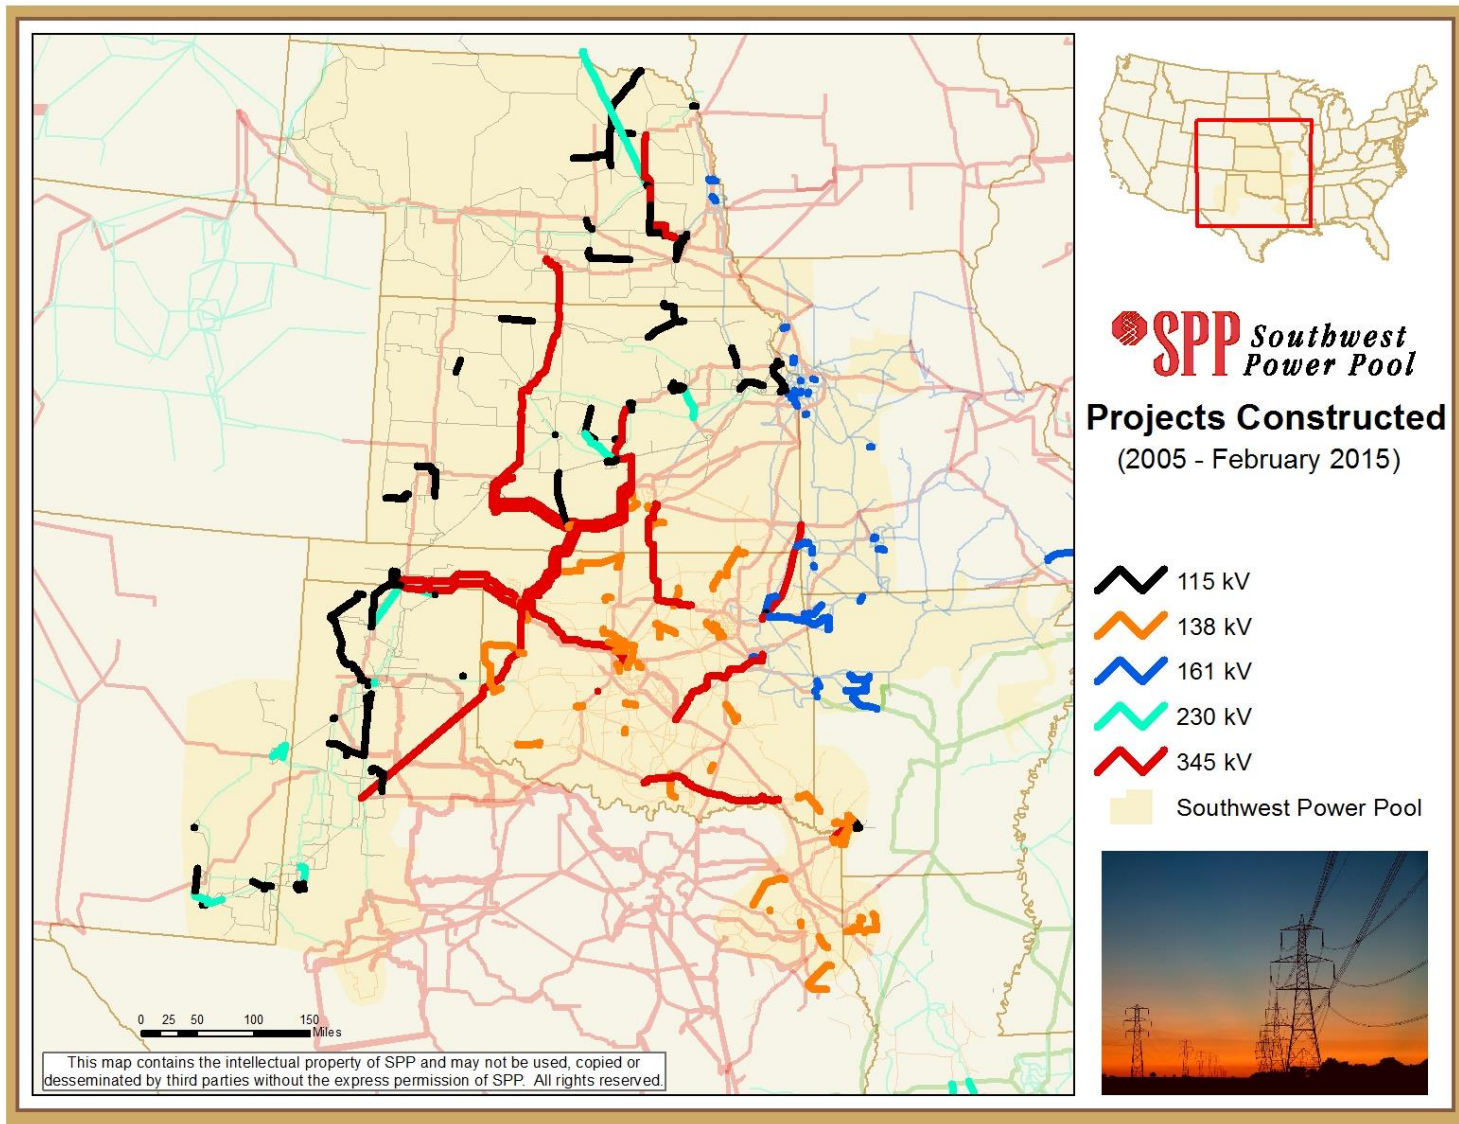 SPP Southwest
Power Pool
Projects Constructed
(2005 - February 2015)
115 kV
138 kV
161 kV
230 kV
345 kV
Southwest Power Pool
0 25 50 100 150
Miles
This map contains the intellectual property of SPP and may not be used, copied or
desseminated by third parties without the express permission of SPP. All rights reserved.